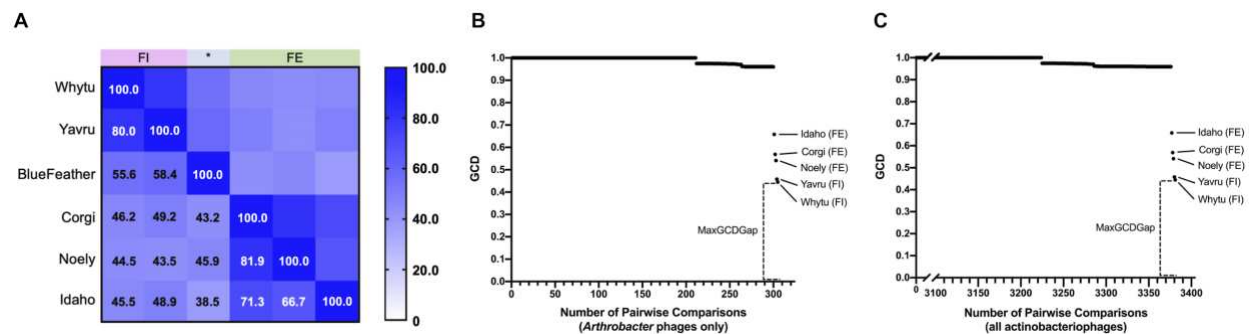 A
FI * FE
Whytu 100.0
Yavru 80.0 100.0
BlueFeather 55.6 58.4 100.0
Corgi 46.2 49.2 43.2 100.0
Noely 44.5 43.5 45.9 81.9 100.0
Idaho 45.5 48.9 38.5 71.3 66.7 100.0
100.0
80.0
60.0
40.0
20.0
0.0
B
1.0
0.9
0.8
0.7
0.6
0.5
0.4
0.3
0.2
0.1
0.0
GCD
Idaho (FE)
Corgi (FE)
Noely (FE)
Yavru (FI)
Whytu (FI)
MaxGCDGap
0 50 100 150 200 250 300
Number of Pairwise Comparisons
(Arthrobacter phages only)
C
1.0
0.9
0.8
0.7
0.6
0.5
0.4
0.3
0.2
0.1
0.0
GCD
Idaho (FE)
Corgi (FE)
Noely (FE)
Yavru (FI)
Whytu (FI)
MaxGCDGap
0 3100 3150 3200 3250 3300 3350 3400
Number of Pairwise Comparisons
(all actinobacteriophages)